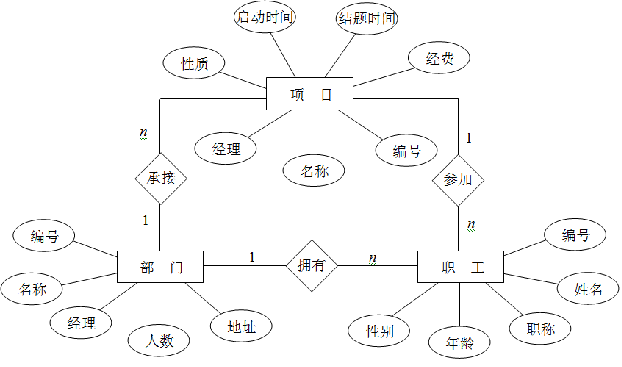 启动时间
结题时间
性质
经费
项 目
n
经理
编号
1
名称
承接
参加
1
n
编号
编号
部 门
1
拥有
n
职 工
名称
姓名
经理
人数
地址
性别
年龄
职称